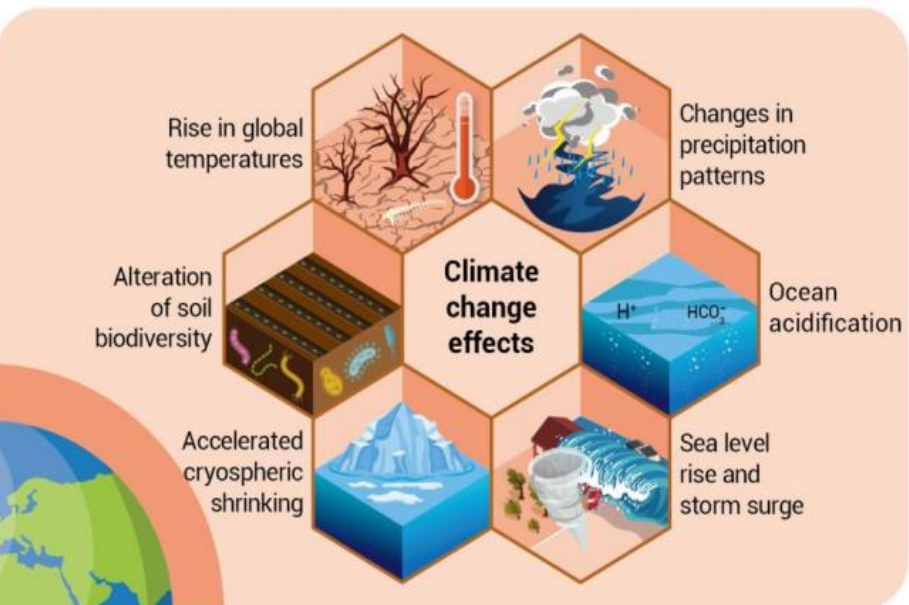 Rise in global
temperatures
Changes in
precipitation
patterns
Alteration
of soil
biodiversity
Climate
change
effects
H⁺
HCO₃⁻
Ocean
acidification
Accelerated
cryospheric
shrinking
Sea level
rise and
storm surge